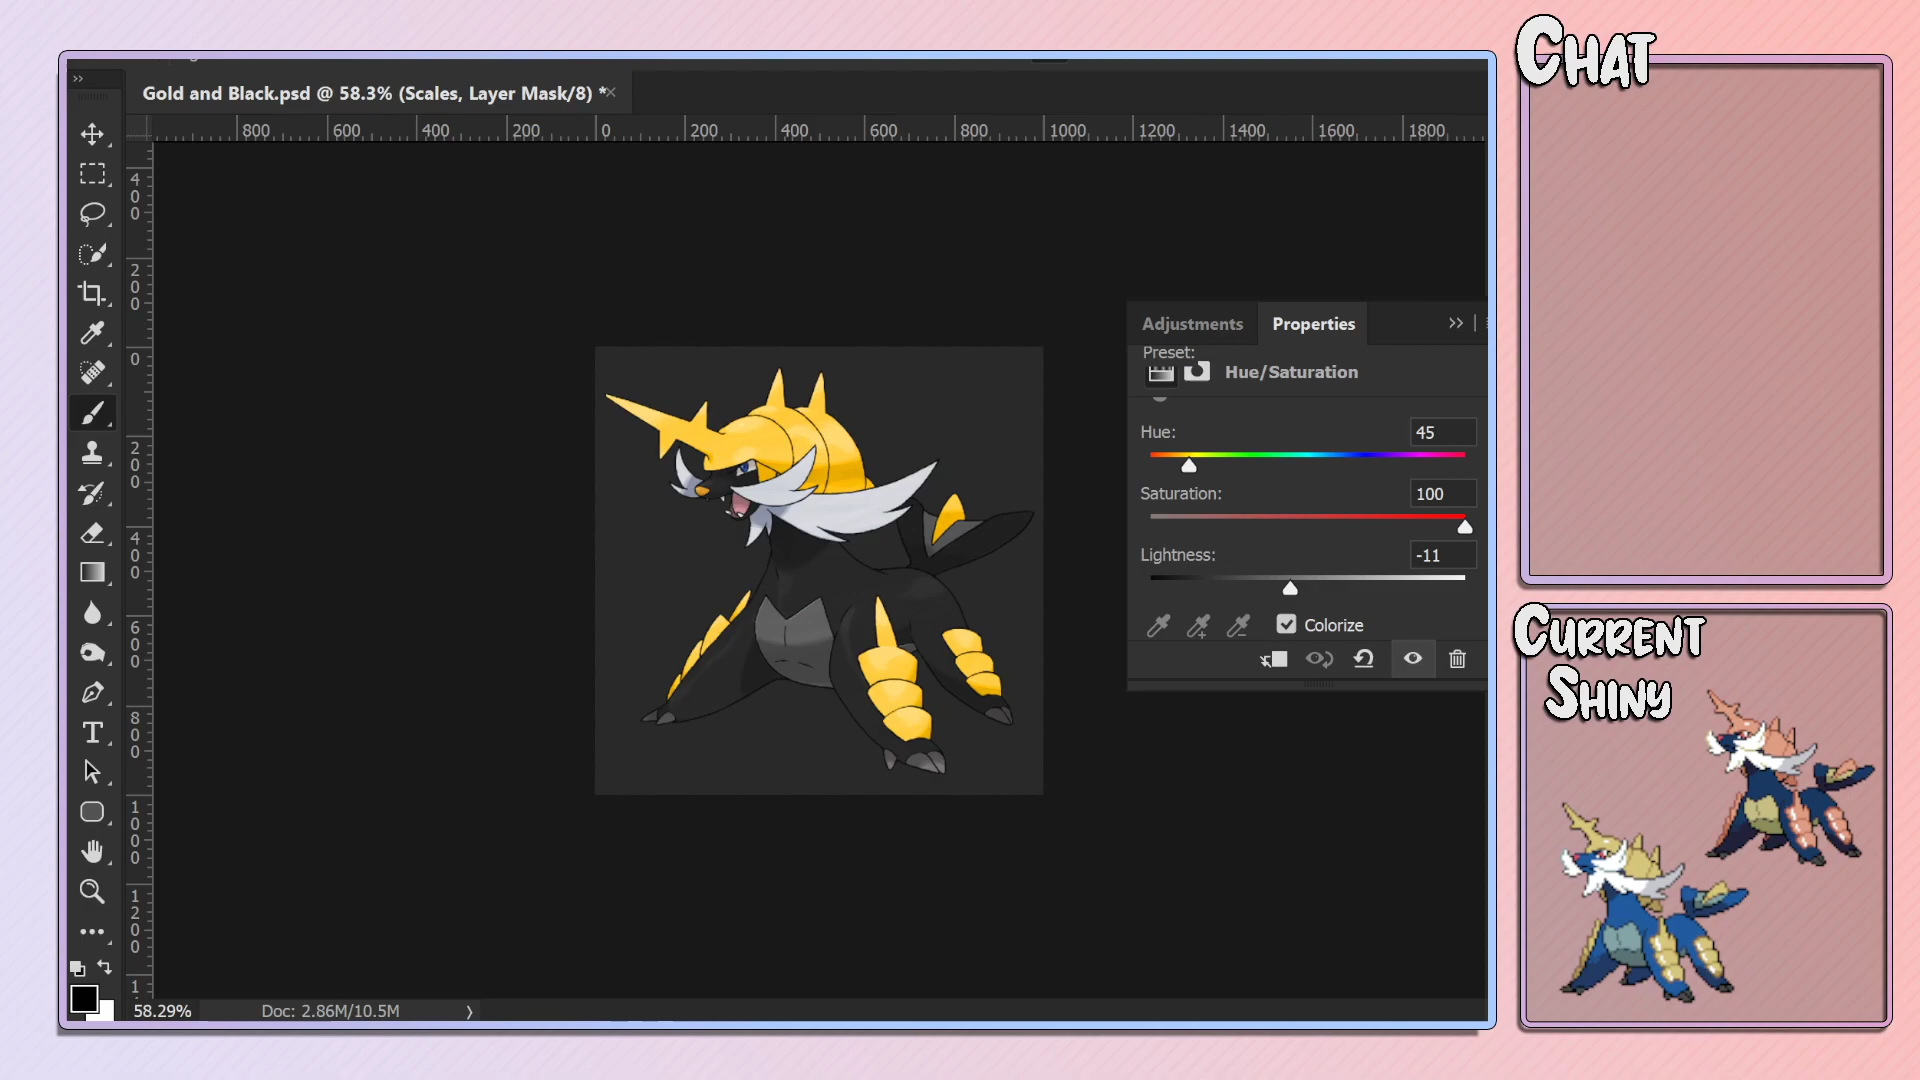 Gold and Black.psd @ 58.3% (Scales, Layer Mask/8) *
800 600 400 200 0 200 400 600 800 1000 1200 1400 1600 1800
400
200
0
200
400
600
800
1000
1200
1
Adjustments Properties
Preset:
Hue/Saturation
Hue: 45
Saturation: 100
Lightness: -11
Colorize
T
58.29% Doc: 2.86M/10.5M
Chat
Current
Shiny